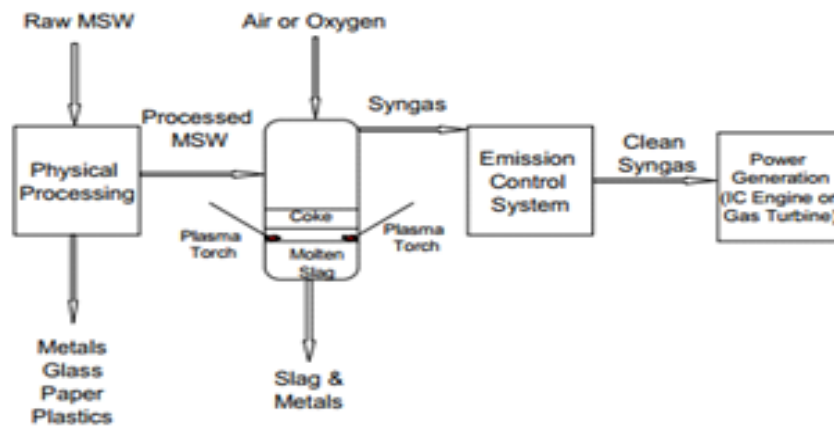 Raw MSW
Air or Oxygen
Processed
MSW
Syngas
Physical
Processing
Emission
Control
System
Clean
Syngas
Power
Generation
(IC Engine or
Gas Turbine)
Coke
Plasma
Torch
Plasma
Torch
Molten
Slag
Metals
Glass
Paper
Plastics
Slag &
Metals